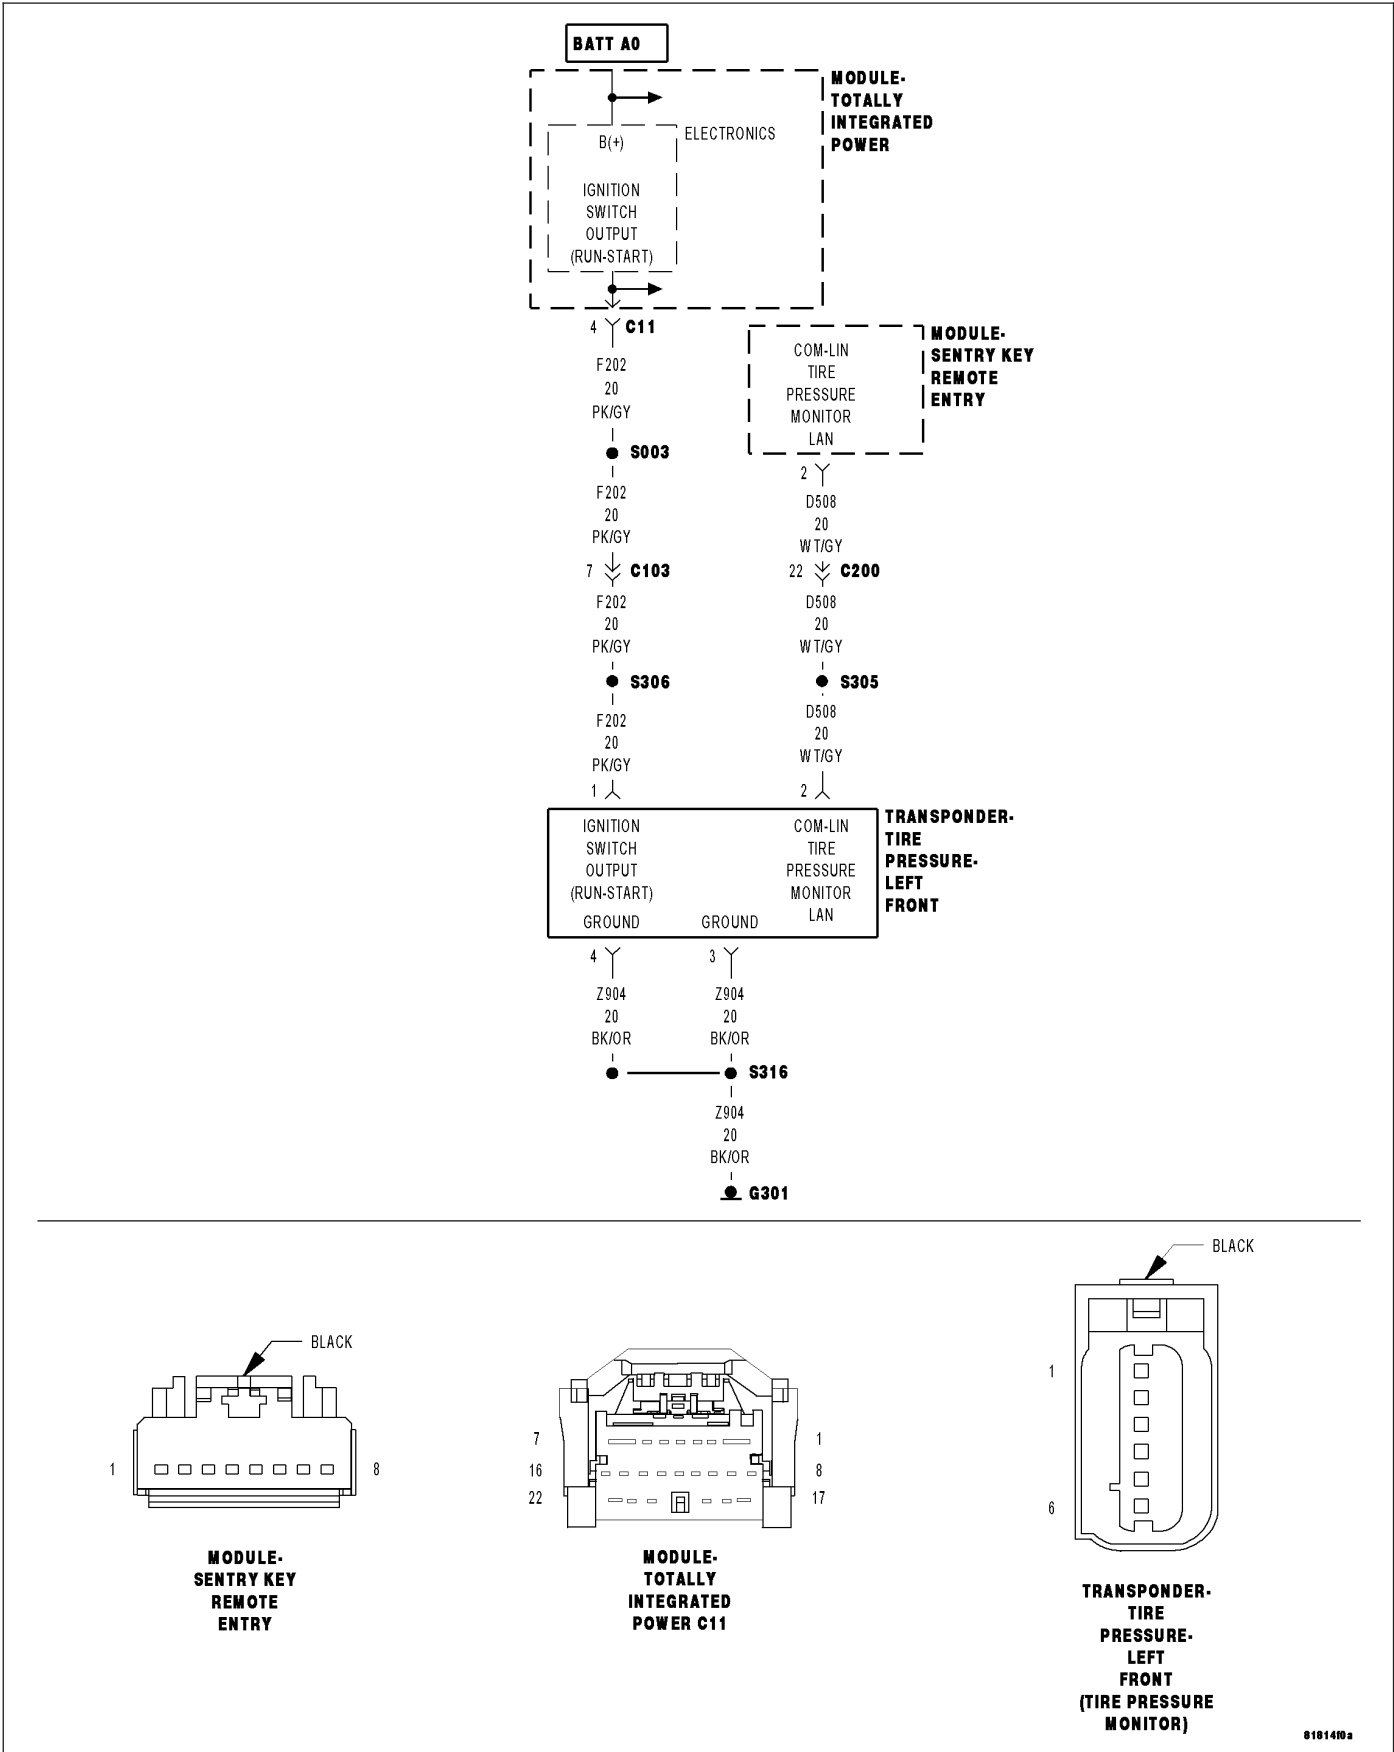 BATT A0
MODULE-
TOTALLY
INTEGRATED
POWER
ELECTRONICS
B(+)
IGNITION
SWITCH
OUTPUT
(RUN-START)
4 C11
F202
20
PK/GY
S003
F202
20
PK/GY
7 C103
F202
20
PK/GY
S306
F202
20
PK/GY
1
MODULE-
SENTRY KEY
REMOTE
ENTRY
COM-LIN
TIRE
PRESSURE
MONITOR
LAN
2
D508
20
WT/GY
22 C200
D508
20
WT/GY
S305
D508
20
WT/GY
2
TRANSPONDER-
TIRE
PRESSURE-
LEFT
FRONT
IGNITION
SWITCH
OUTPUT
(RUN-START)
COM-LIN
TIRE
PRESSURE
MONITOR
LAN
GROUND GROUND
4 3
Z904 Z904
20 20
BK/OR BK/OR
S316
Z904
20
BK/OR
G301
BLACK
1 8
MODULE-
SENTRY KEY
REMOTE
ENTRY
7 1
16 8
22 17
MODULE-
TOTALLY
INTEGRATED
POWER C11
BLACK
1
6
TRANSPONDER-
TIRE
PRESSURE-
LEFT
FRONT
(TIRE PRESSURE
MONITOR)
81814f0a